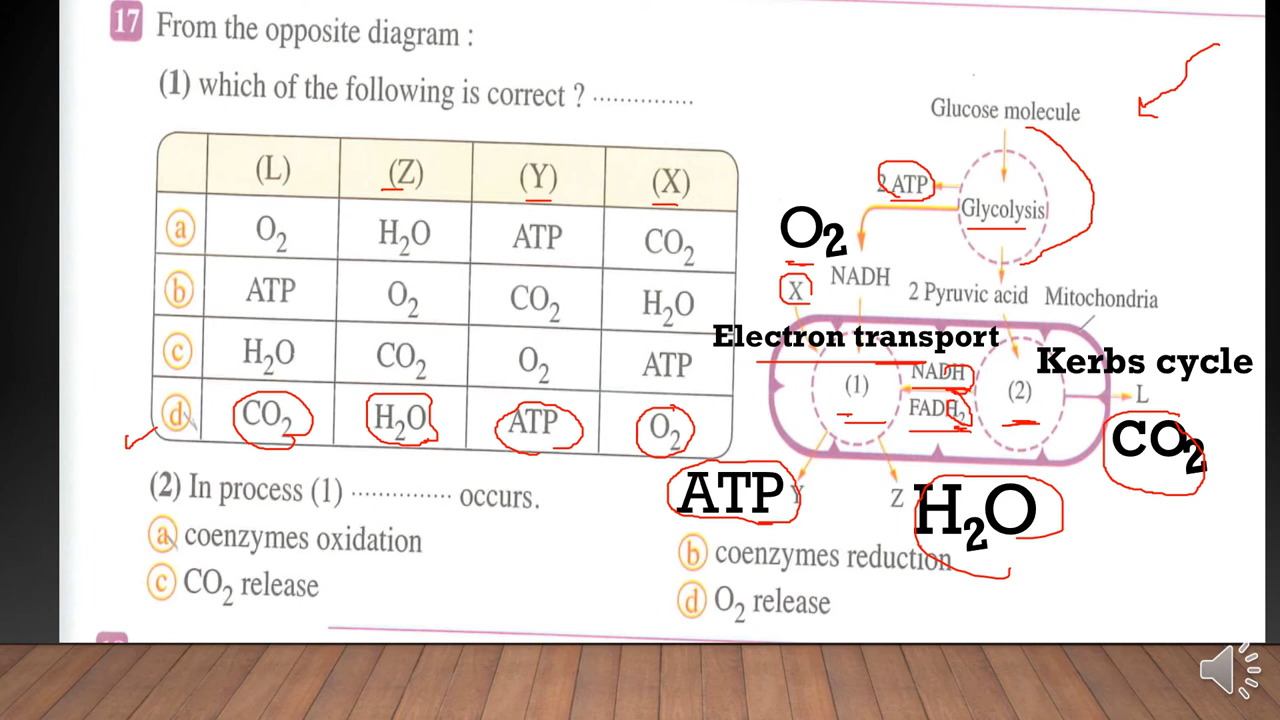 17 From the opposite diagram :
(1) which of the following is correct ? ...............
(L) (Z) (Y) (X)
a O₂ H₂O ATP CO₂
b ATP O₂ CO₂ H₂O
c H₂O CO₂ O₂ ATP
d CO₂ H₂O ATP O₂
Glucose molecule
2 ATP
Glycolysis
O₂
NADH
X
2 Pyruvic acid
Mitochondria
Electron transport
Kerbs cycle
(1)
NADH
FADH₂
(2)
L
CO₂
ATP
Y
Z
H₂O
(2) In process (1) ............... occurs.
a coenzymes oxidation
b coenzymes reduction
c CO₂ release
d O₂ release